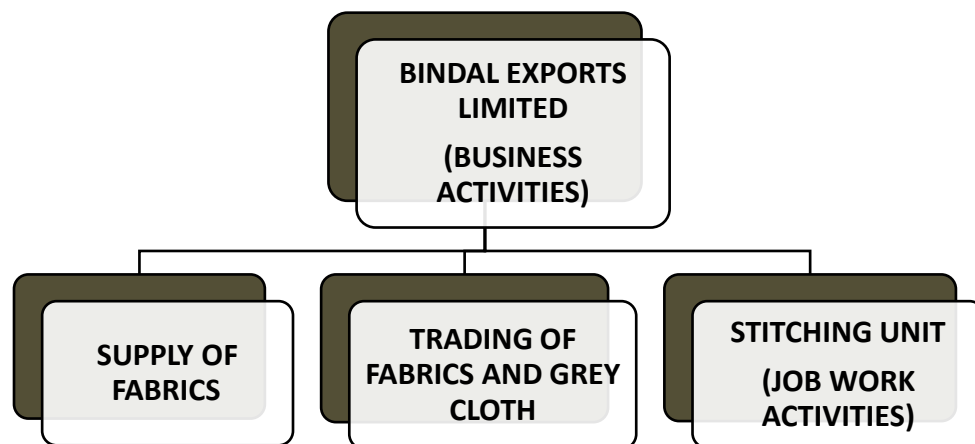 BINDAL EXPORTS
LIMITED
(BUSINESS
ACTIVITIES)
SUPPLY OF
FABRICS
TRADING OF
FABRICS AND GREY
CLOTH
STITCHING UNIT
(JOB WORK
ACTIVITIES)